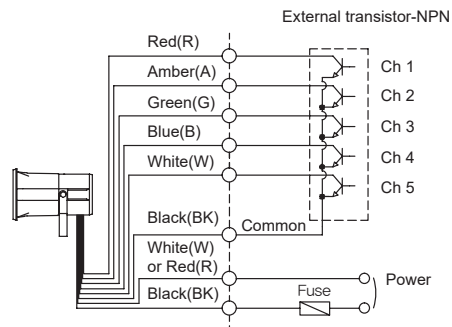 External transistor-NPN
Red(R)
Ch 1
Amber(A)
Ch 2
Green(G)
Ch 3
Blue(B)
Ch 4
White(W)
Ch 5
Black(BK)
Common
White(W)
or Red(R)
Power
Black(BK)
Fuse